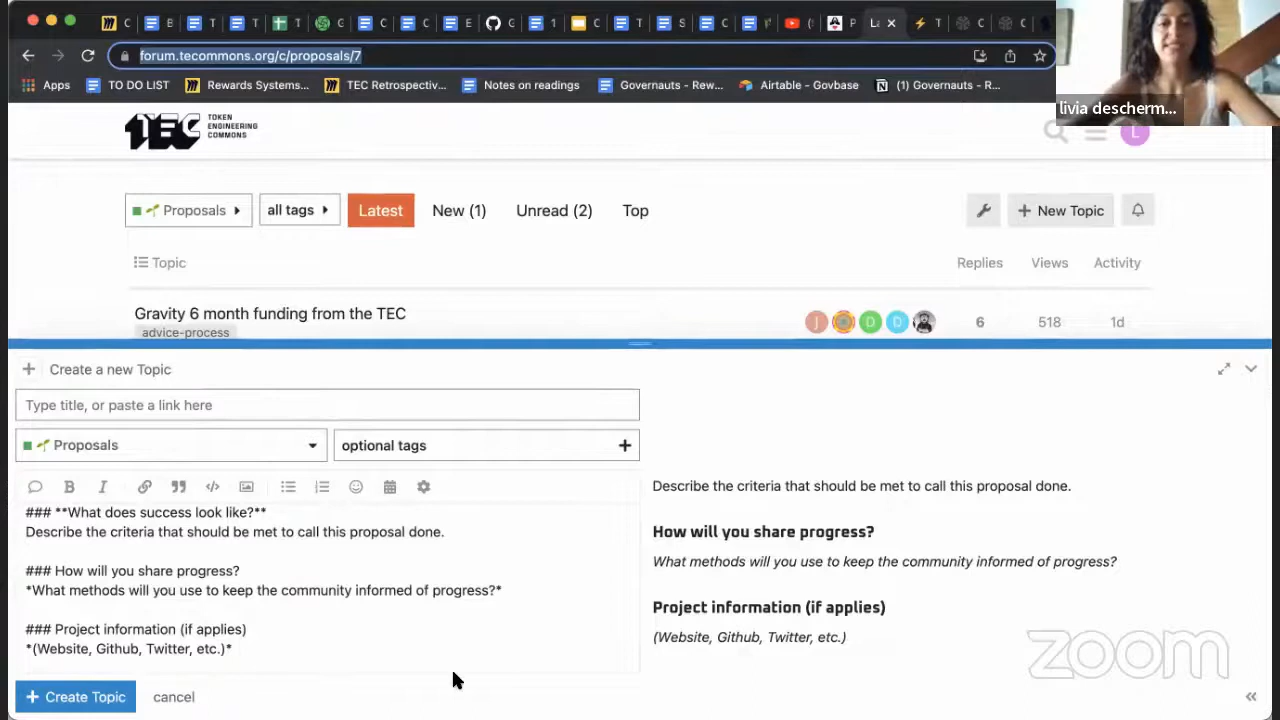 C
B
T
T
T
G
C
C
E
G
1
C
T
S
C
P
T
C
C
forum.tecommons.org/c/proposals/7
Apps
TO DO LIST
Rewards Systems...
TEC Retrospectiv...
Notes on readings
Governauts - Rew...
Airtable - Govbase
(1) Governauts - R...
livia descherm...
TEC TOKEN
ENGINEERING
COMMONS
L
Proposals
all tags
Latest
New (1)
Unread (2)
Top
+ New Topic
Topic
Replies
Views
Activity
Gravity 6 month funding from the TEC
advice-process
J
D
D
6
518
1d
+ Create a new Topic
Type title, or paste a link here
Proposals
optional tags
+
### **What does success look like?**
Describe the criteria that should be met to call this proposal done.
### How will you share progress?
*What methods will you use to keep the community informed of progress?*
### Project information (if applies)
*(Website, Github, Twitter, etc.)*
Describe the criteria that should be met to call this proposal done.
How will you share progress?
What methods will you use to keep the community informed of progress?
Project information (if applies)
(Website, Github, Twitter, etc.)
+ Create Topic
cancel
zoom